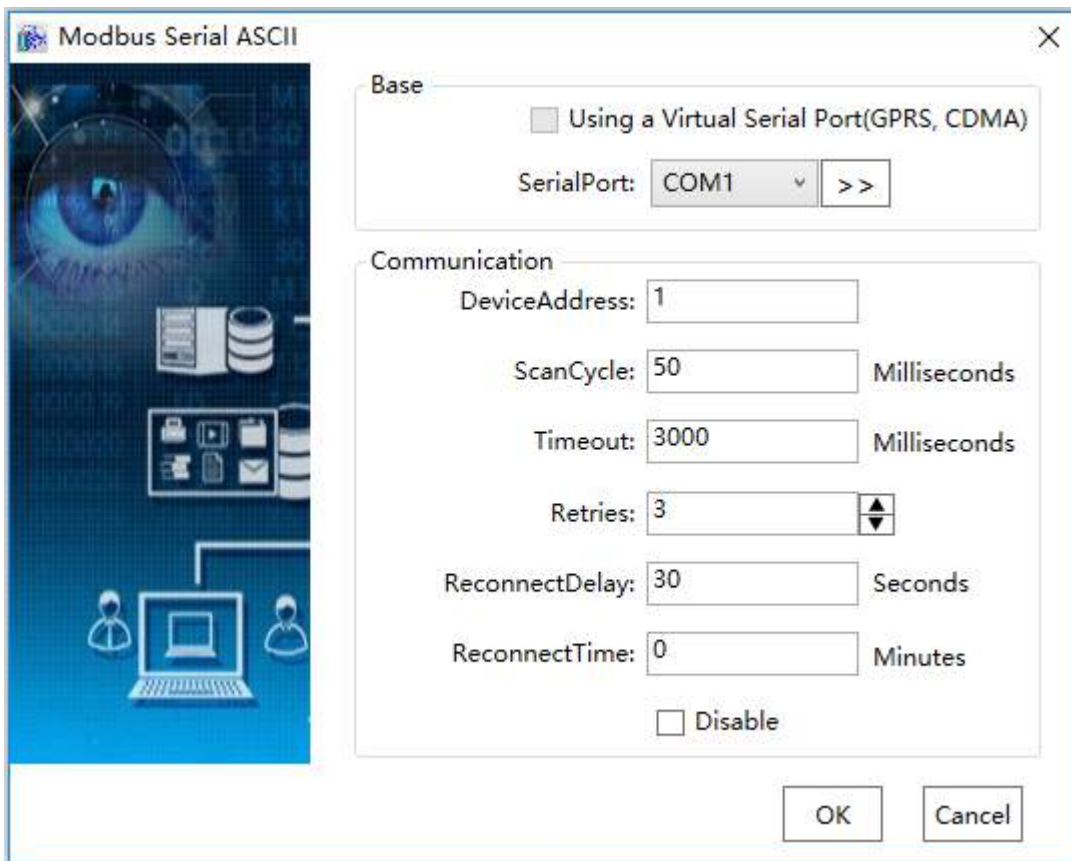 Modbus Serial ASCII
Base
Using a Virtual Serial Port(GPRS, CDMA)
SerialPort: COM1 >>
Communication
DeviceAddress: 1
ScanCycle: 50 Milliseconds
Timeout: 3000 Milliseconds
Retries: 3
ReconnectDelay: 30 Seconds
ReconnectTime: 0 Minutes
Disable
OK Cancel